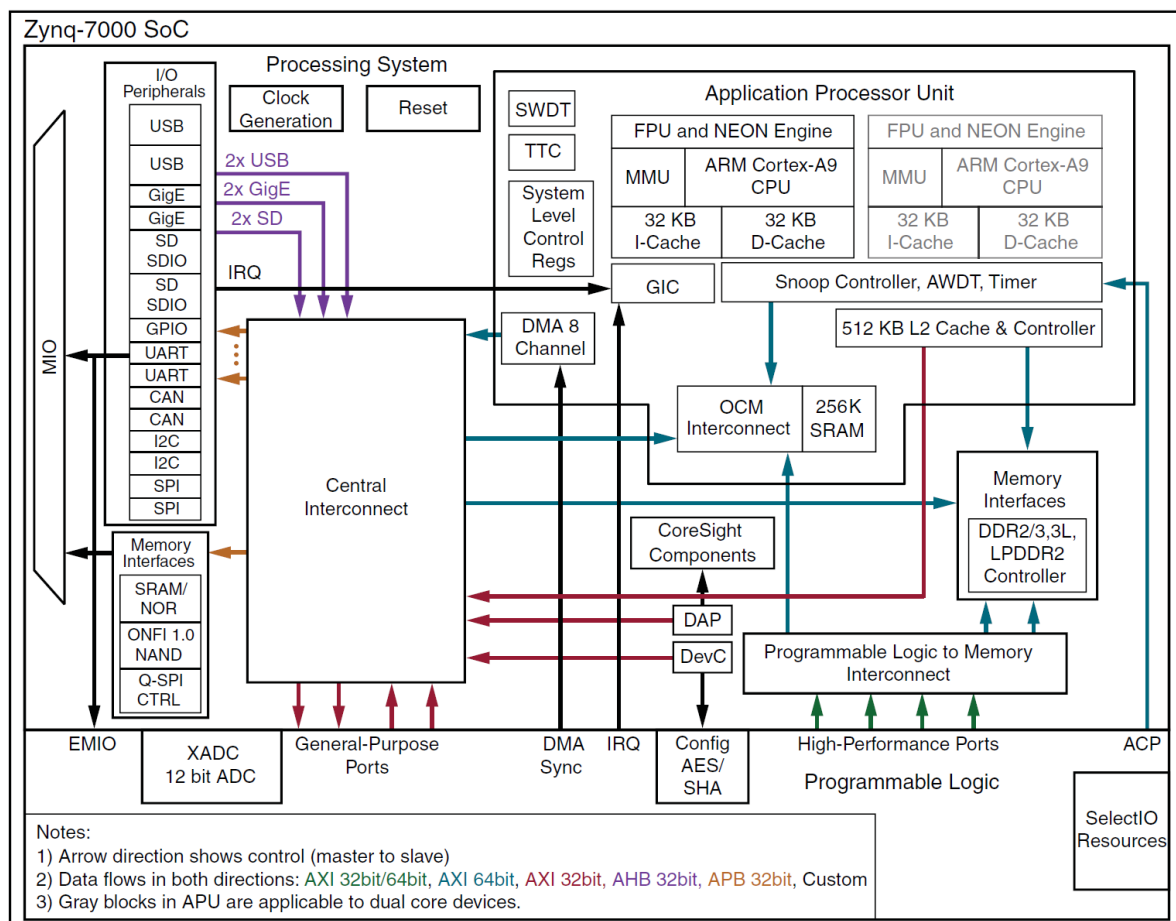 Zynq-7000 SoC
I/O
Peripherals
USB
USB
GigE
GigE
SD
SDIO
SD
SDIO
GPIO
UART
UART
CAN
CAN
I2C
I2C
SPI
SPI
MIO
Memory
Interfaces
SRAM/
NOR
ONFI 1.0
NAND
Q-SPI
CTRL
Processing System
Clock
Generation
Reset
2x USB
2x GigE
2x SD
IRQ
Central
Interconnect
Application Processor Unit
SWDT
TTC
System
Level
Control
Regs
FPU and NEON Engine
MMU
ARM Cortex-A9
CPU
32 KB
I-Cache
32 KB
D-Cache
FPU and NEON Engine
MMU
ARM Cortex-A9
CPU
32 KB
I-Cache
32 KB
D-Cache
GIC
Snoop Controller, AWDT, Timer
DMA 8
Channel
512 KB L2 Cache & Controller
OCM
Interconnect
256K
SRAM
Memory
Interfaces
DDR2/3,3L,
LPDDR2
Controller
CoreSight
Components
DAP
DevC
Programmable Logic to Memory
Interconnect
EMIO
XADC
12 bit ADC
General-Purpose
Ports
DMA
Sync
IRQ
Config
AES/
SHA
High-Performance Ports
ACP
Programmable Logic
SelectIO
Resources
Notes:
1) Arrow direction shows control (master to slave)
2) Data flows in both directions: AXI 32bit/64bit, AXI 64bit, AXI 32bit, AHB 32bit, APB 32bit, Custom
3) Gray blocks in APU are applicable to dual core devices.